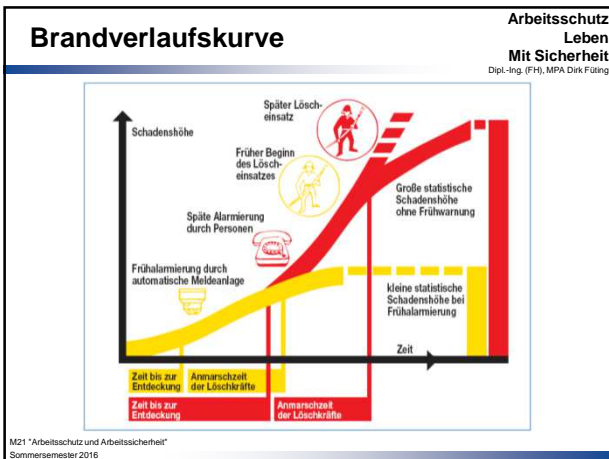 Brandverlaufskurve
Arbeitsschutz
Leben
Mit Sicherheit
Dipl.-Ing. (FH), MPA Dirk Füting
Schadenshöhe
Später Lösch-
einsatz
Früher Beginn
des Lösch-
einsatzes
Späte Alarmierung
durch Personen
Frühalarmierung durch
automatische Meldeanlage
Große statistische
Schadenshöhe
ohne Frühwarnung
kleine statistische
Schadenshöhe bei
Frühalarmierung
Zeit
Zeit bis zur
Entdeckung
Anmarschzeit
der Löschkräfte
Zeit bis zur
Entdeckung
Anmarschzeit
der Löschkräfte
M21 "Arbeitsschutz und Arbeitssicherheit"
Sommersemester 2016